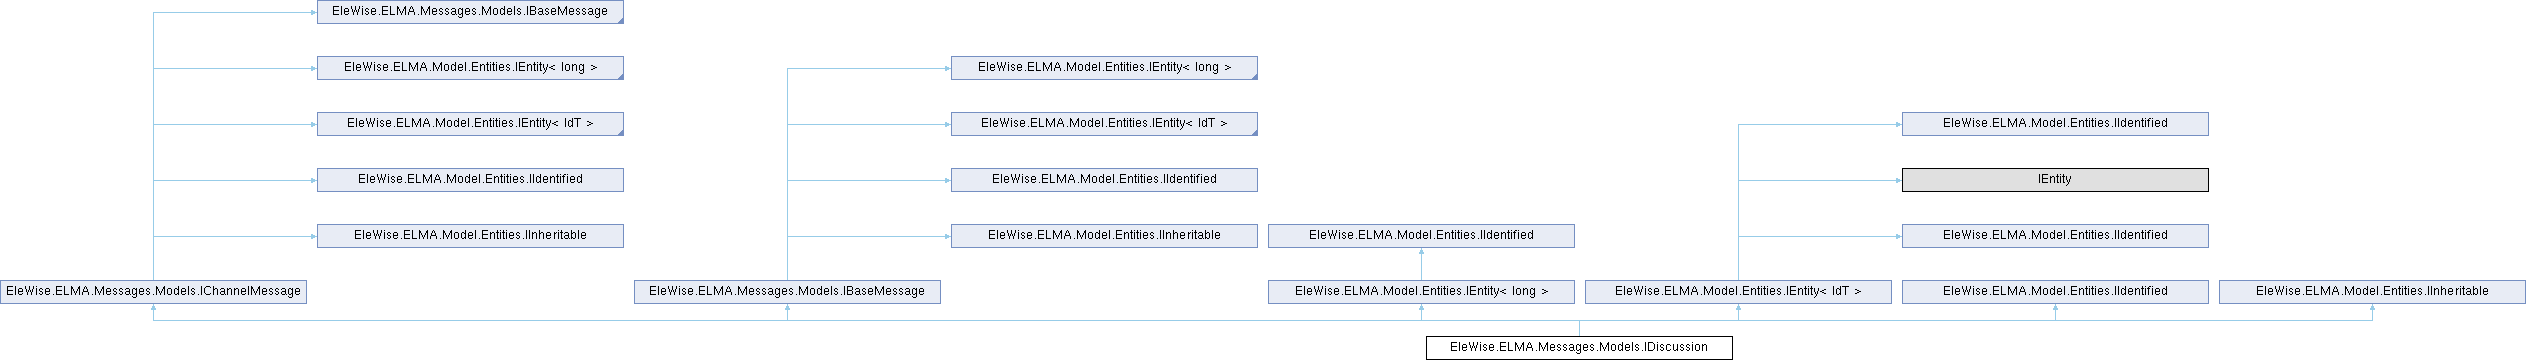 EleWise.ELMA.Messages.Models.IBaseMessage
EleWise.ELMA.Model.Entities.IEntity< long >
EleWise.ELMA.Model.Entities.IEntity< long >
EleWise.ELMA.Model.Entities.IEntity< IdT >
EleWise.ELMA.Model.Entities.IEntity< IdT >
EleWise.ELMA.Model.Entities.IIdentified
EleWise.ELMA.Model.Entities.IIdentified
EleWise.ELMA.Model.Entities.IIdentified
IEntity
EleWise.ELMA.Model.Entities.IInheritable
EleWise.ELMA.Model.Entities.IInheritable
EleWise.ELMA.Model.Entities.IIdentified
EleWise.ELMA.Model.Entities.IIdentified
EleWise.ELMA.Messages.Models.IChannelMessage
EleWise.ELMA.Messages.Models.IBaseMessage
EleWise.ELMA.Model.Entities.IEntity< long >
EleWise.ELMA.Model.Entities.IEntity< IdT >
EleWise.ELMA.Model.Entities.IIdentified
EleWise.ELMA.Model.Entities.IInheritable
EleWise.ELMA.Messages.Models.IDiscussion